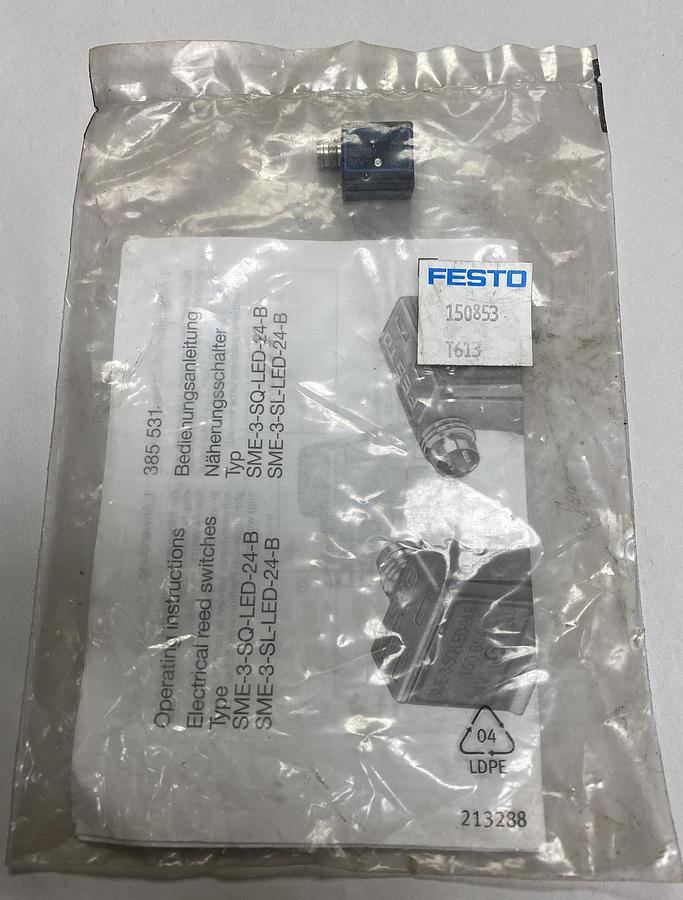 FESTO
150853
T613
385 531
Bedienungsanleitung
Näherungsschalter
Typ
SME-3-SQ-LED-24-B
SME-3-SL-LED-24-B
Operating instructions
Electrical reed switches
Type
SME-3-SQ-LED-24-B
SME-3-SL-LED-24-B
04
LDPE
213288